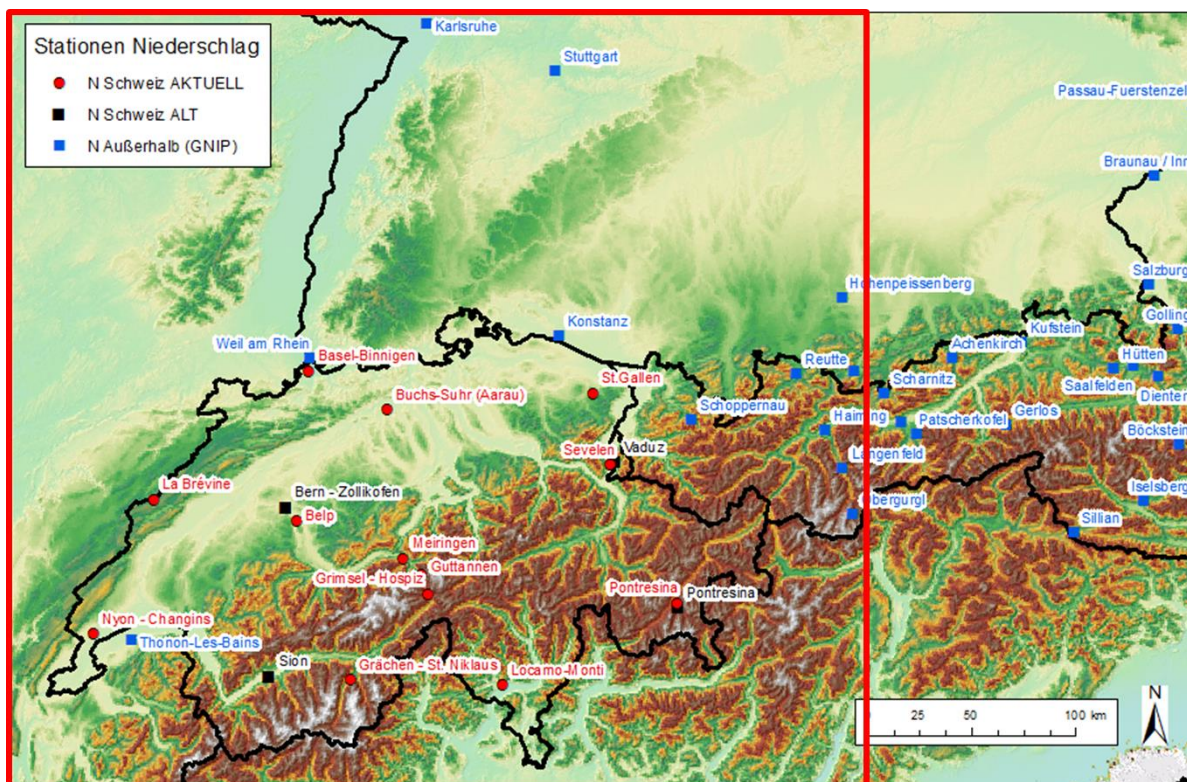 Stationen Niederschlag
N Schweiz AKTUELL
N Schweiz ALT
N Außerhalb (GNIP)
Karlsruhe
Stuttgart
Passau-Fuerstenzel
Braunau / Inn
Salzburg
Hohenpeissenberg
Golling
Konstanz
Kufstein
Weil am Rhein
Achenkirch
Basel-Binnigen
Reutte
Hütten
Scharnitz
Saalfelden
St.Gallen
Dienten
Buchs-Suhr (Aarau)
Schoppernau
Haiming
Patscherkofel
Gerlos
Böckstein
Sevelen
Vaduz
Längenfeld
La Brévine
Bern - Zollikofen
Obergurgl
Iselsberg
Belp
Sillian
Meiringen
Guttannen
Grimsel - Hospiz
Pontresina
Pontresina
Nyon - Changins
Thonon-Les-Bains
Sion
Grächen - St. Niklaus
Locarno-Monti
N
25
50
100 km